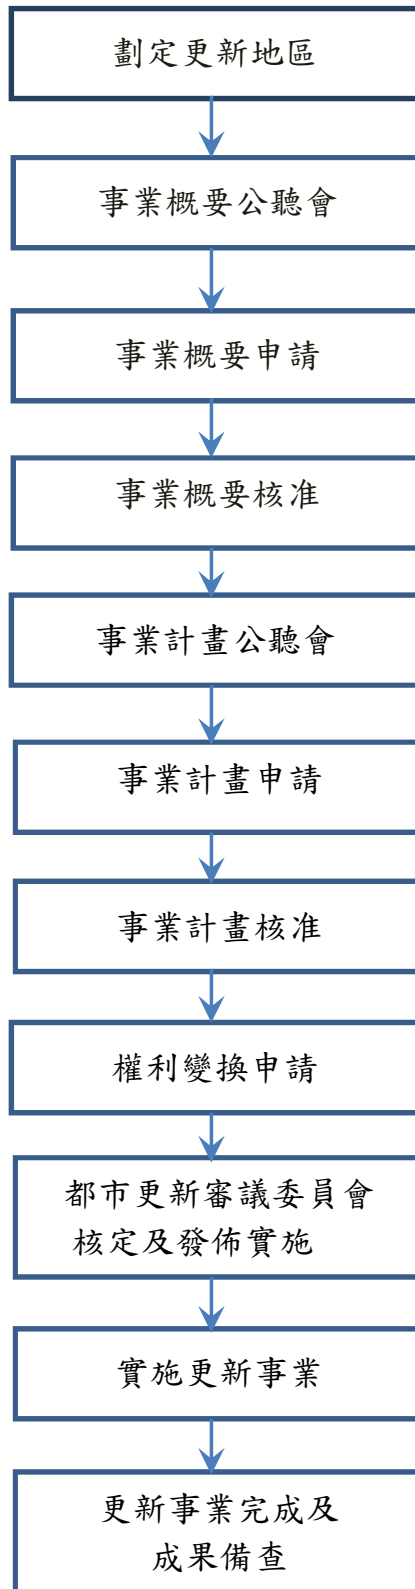 劃定更新地區
事業概要公聽會
事業概要申請
事業概要核准
事業計畫公聽會
事業計畫申請
事業計畫核准
權利變換申請
都市更新審議委員會
核定及發佈實施
實施更新事業
更新事業完成及
成果備查